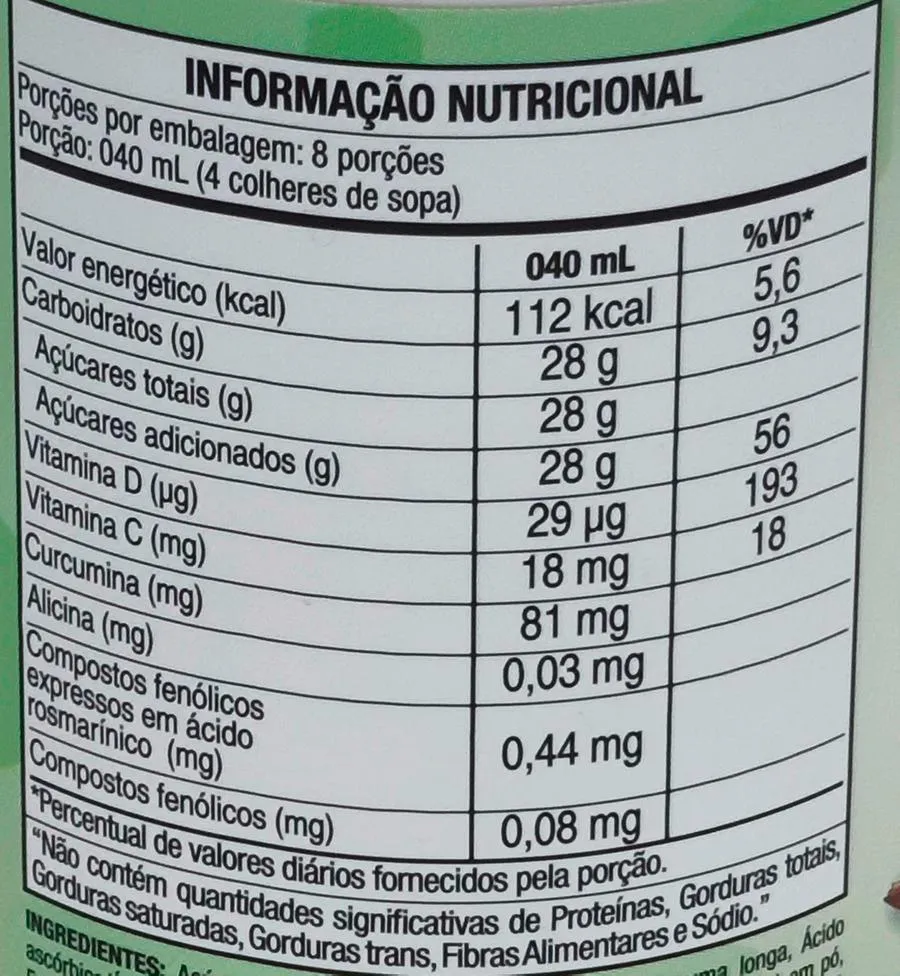 INFORMAÇÃO NUTRICIONAL
Porções por embalagem: 8 porções
Porção: 040 mL (4 colheres de sopa)
040 mL %VD*
Valor energético (kcal) 112 kcal 5,6
Carboidratos (g) 28 g 9,3
Açúcares totais (g) 28 g
Açúcares adicionados (g) 28 g 56
Vitamina D (µg) 29 µg 193
Vitamina C (mg) 18 mg 18
Curcumina (mg) 81 mg
Alicina (mg) 0,03 mg
Compostos fenólicos
expressos em ácido
rosmarínico (mg) 0,44 mg
Compostos fenólicos (mg) 0,08 mg
*Percentual de valores diários fornecidos pela porção.
“Não contém quantidades significativas de Proteínas, Gorduras totais,
Gorduras saturadas, Gorduras trans, Fibras Alimentares e Sódio.”
INGREDIENTES: longa, Ácido
pó,